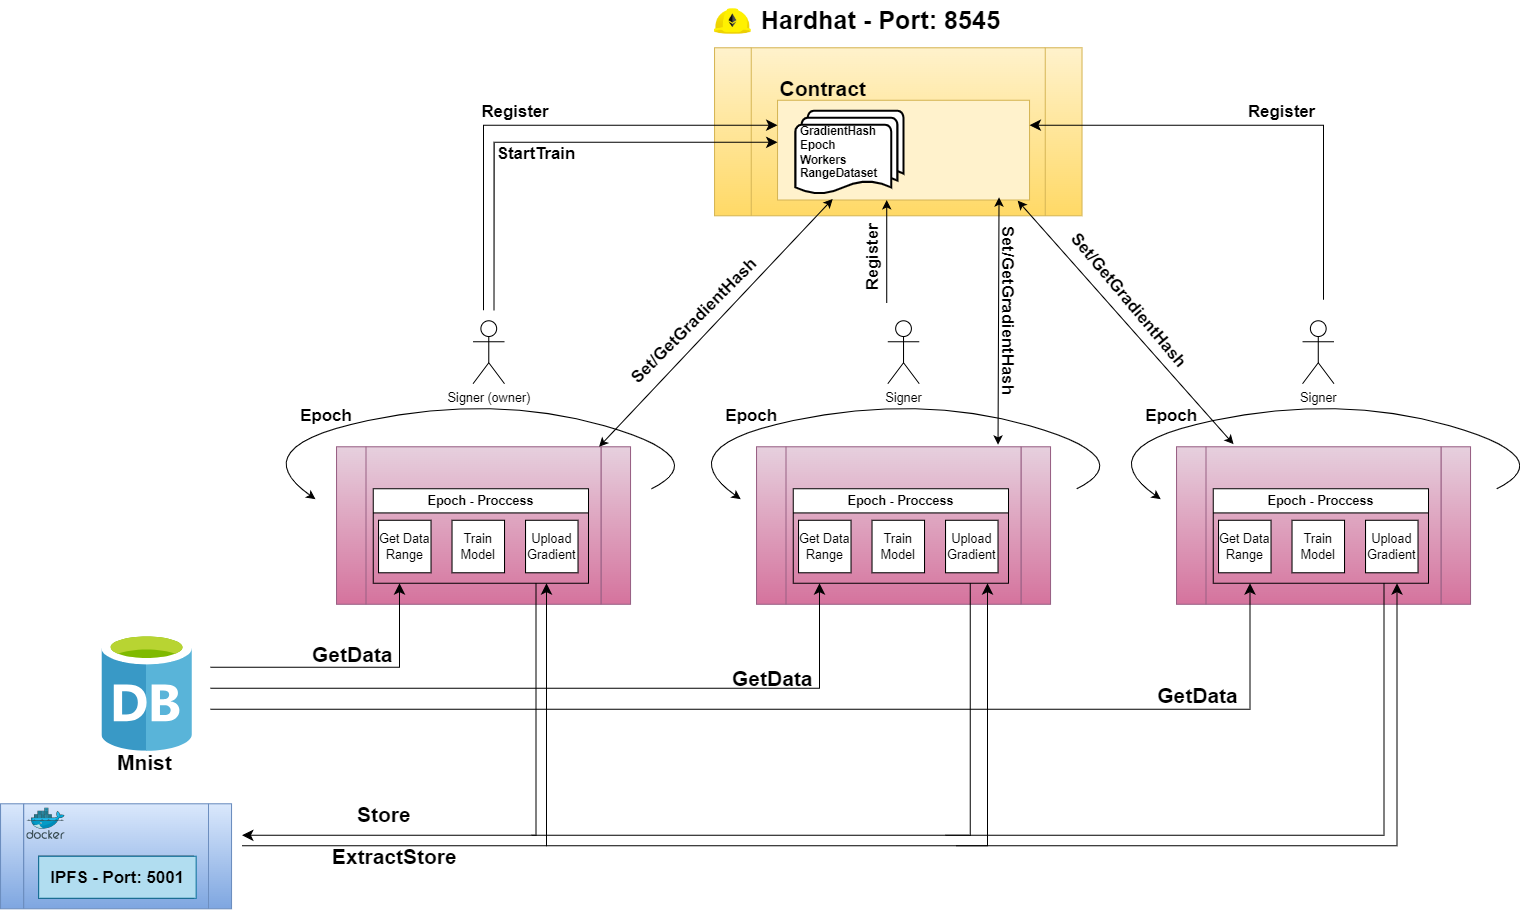 Hardhat - Port: 8545
Contract
GradientHash
Epoch
Workers
RangeDataset
Register
StartTrain
Register
Register
Set/GetGradientHash
Set/GetGradientHash
Set/GetGradientHash
Signer (owner)
Signer
Signer
Epoch
Epoch
Epoch
Epoch - Proccess
Get Data
Range
Train
Model
Upload
Gradient
Epoch - Proccess
Get Data
Range
Train
Model
Upload
Gradient
Epoch - Proccess
Get Data
Range
Train
Model
Upload
Gradient
GetData
GetData
GetData
DB
Mnist
Store
ExtractStore
docker
IPFS - Port: 5001